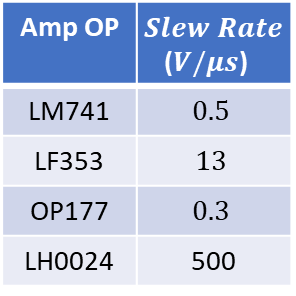 Amp OP Slew Rate
(V/μs)
LM741 0.5
LF353 13
OP177 0.3
LH0024 500